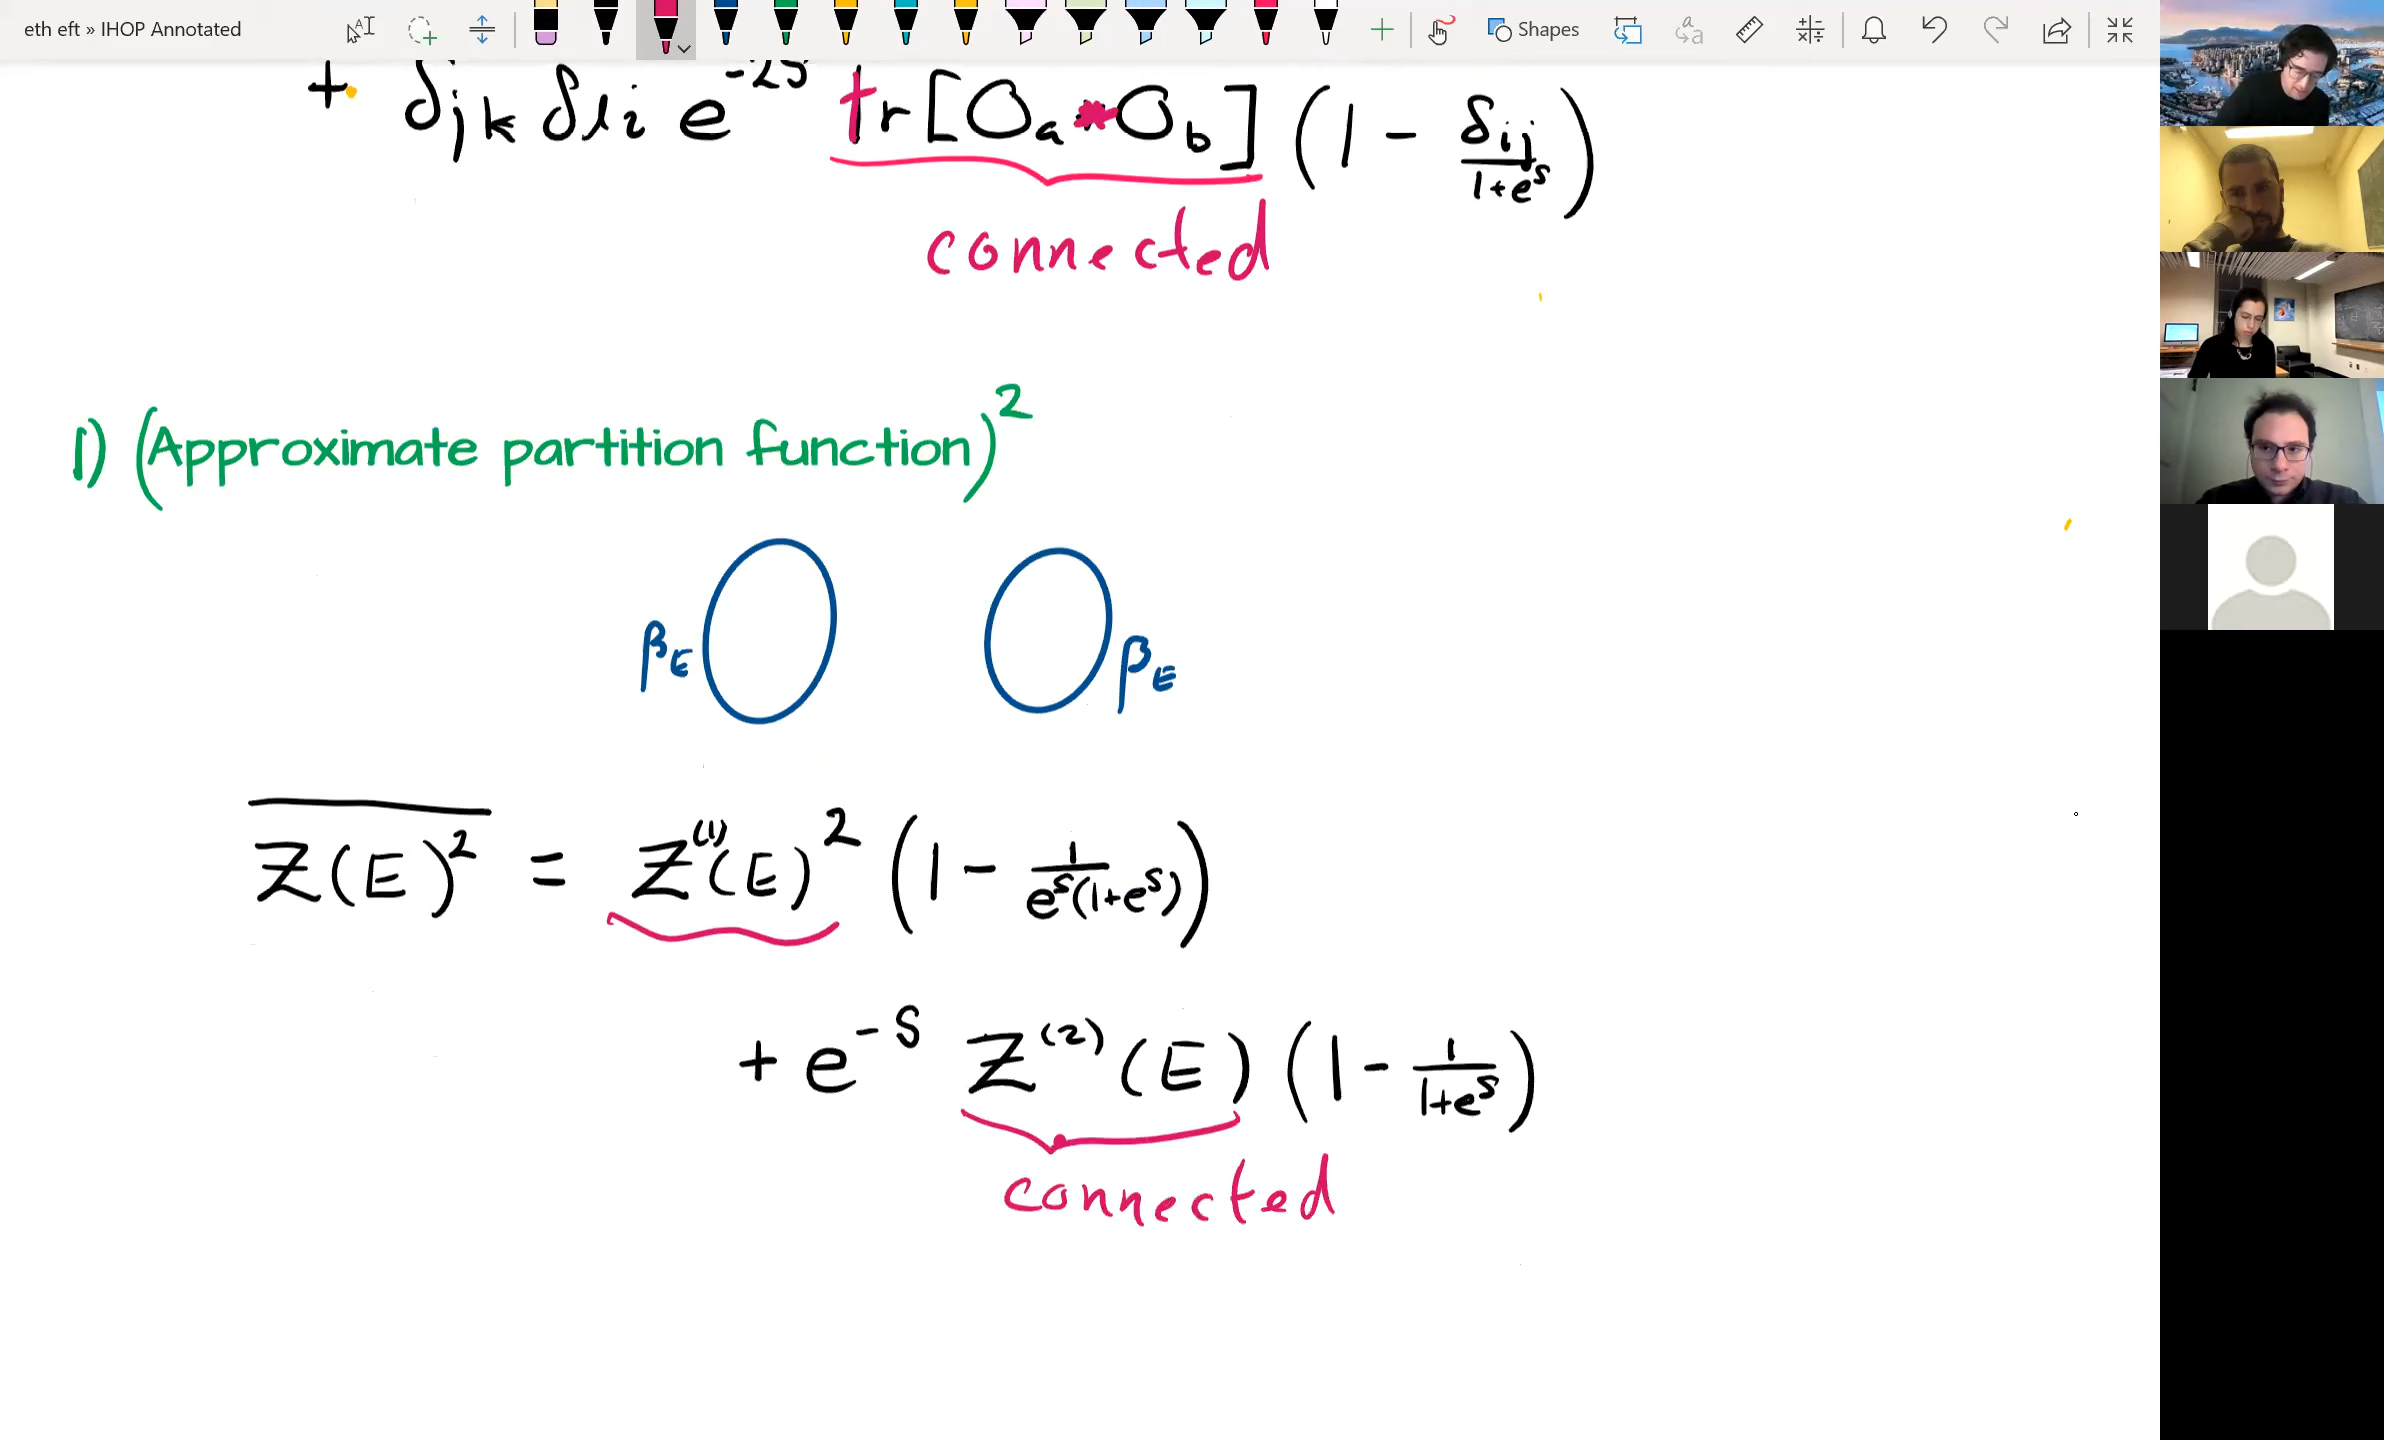 eth eft » IHOP Annotated
Shapes
+ δjk δli e^-2S tr[Oa Ob] (1 - δij/1+e^S)
connected
1) (Approximate partition function)^2
βE βE
Z(E)^2 = Z^(1)(E)^2 (1 - 1/e^S(1+e^S))
+ e^-S Z^(2)(E) (1 - 1/1+e^S)
connected